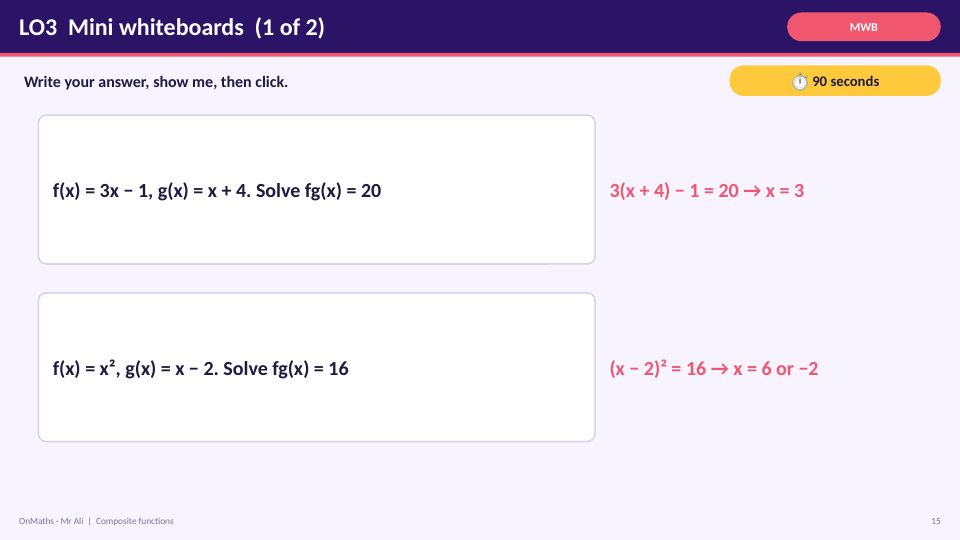 LO3  Mini whiteboards  (1 of 2)
MWB
Write your answer, show me, then click.
⏱ 90 seconds
f(x) = 3x − 1, g(x) = x + 4. Solve fg(x) = 20
3(x + 4) − 1 = 20 → x = 3
f(x) = x², g(x) = x − 2. Solve fg(x) = 16
(x − 2)² = 16 → x = 6 or −2
OnMaths · Mr Ali | Composite functions
15